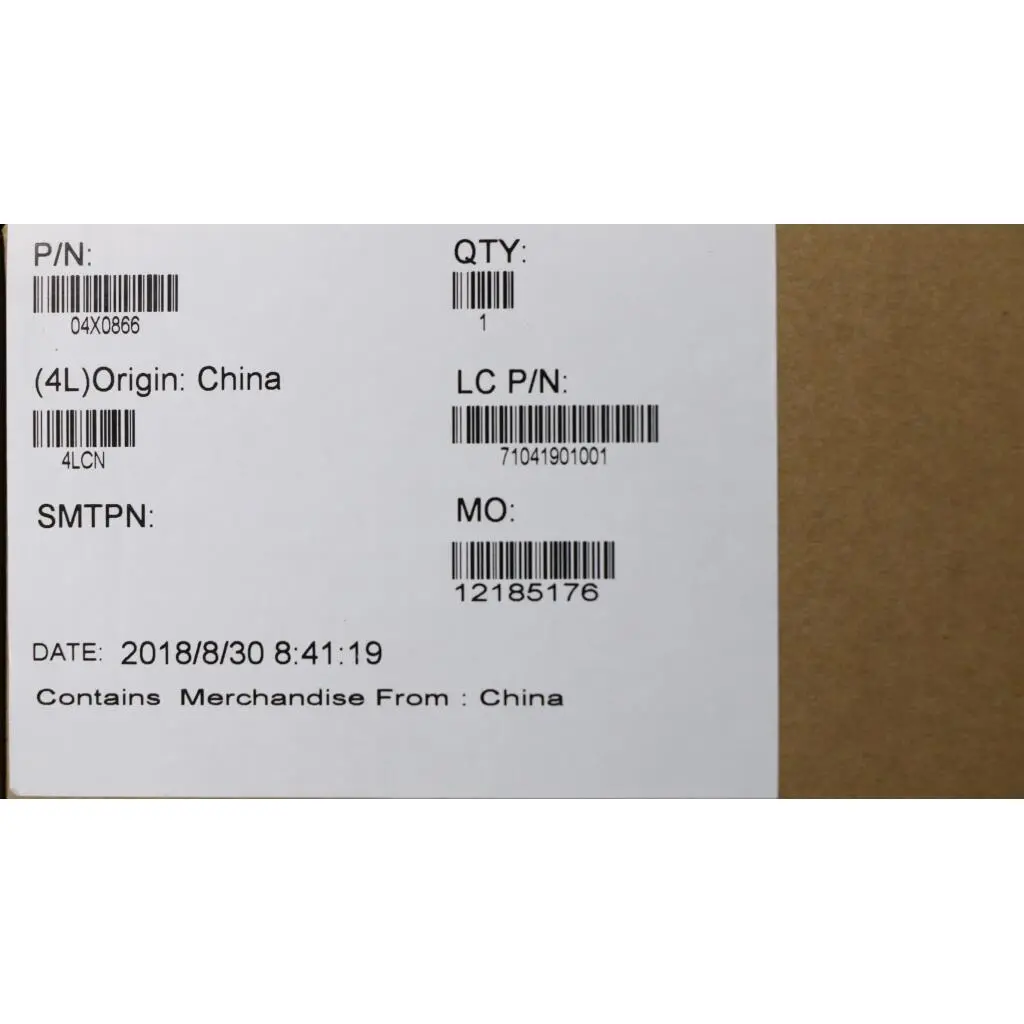 P/N:
04X0866
QTY:
1
(4L)Origin: China
4LCN
LC P/N:
71041901001
SMTPN:
MO:
12185176
DATE: 2018/8/30 8:41:19
Contains Merchandise From : China